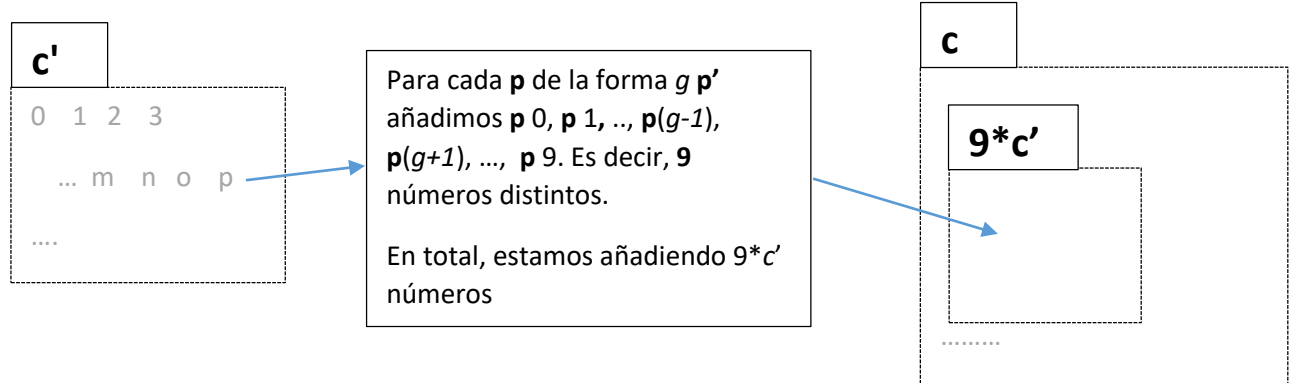 c'
0 1 2 3
... m n o p
....
Para cada p de la forma g p’
añadimos p 0, p 1, .., p(g-1),
p(g+1), ..., p 9. Es decir, 9
números distintos.
En total, estamos añadiendo 9*c’
números
c
9*c’
.........